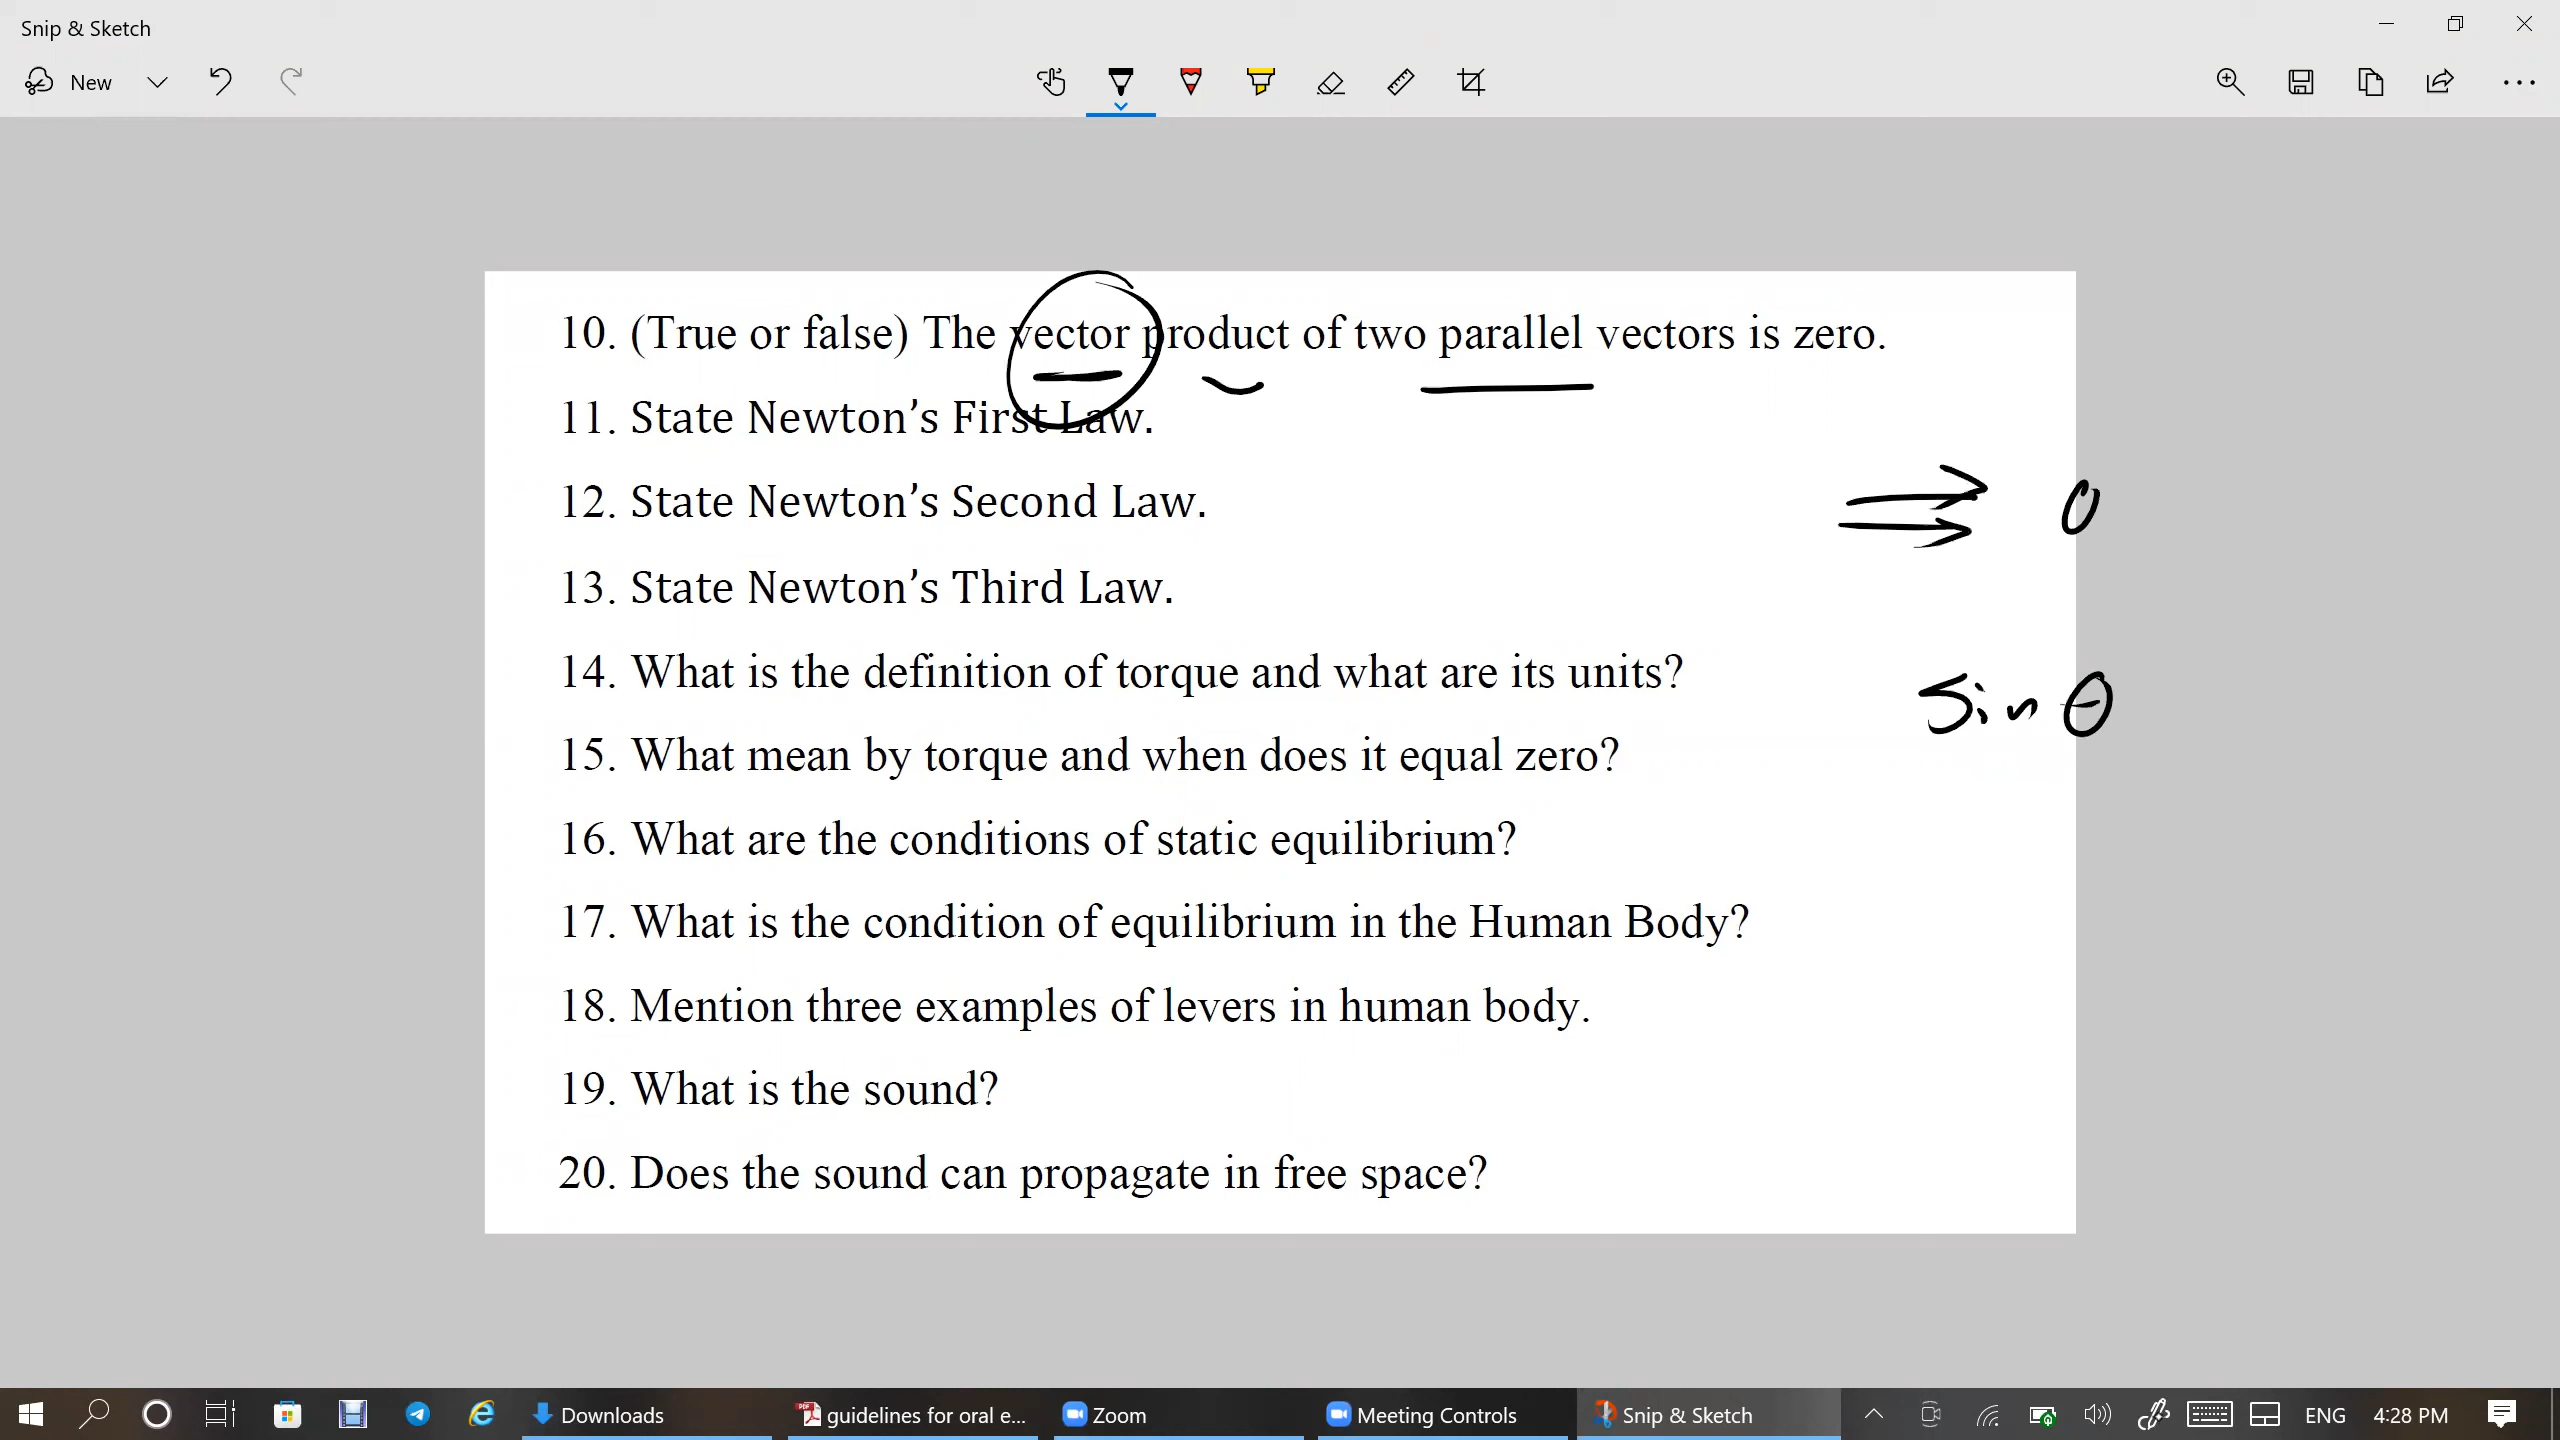 Snip & Sketch
New
10. (True or false) The vector product of two parallel vectors is zero.
11. State Newton’s First Law.
12. State Newton’s Second Law.
0
13. State Newton’s Third Law.
14. What is the definition of torque and what are its units?
Sin θ
15. What mean by torque and when does it equal zero?
16. What are the conditions of static equilibrium?
17. What is the condition of equilibrium in the Human Body?
18. Mention three examples of levers in human body.
19. What is the sound?
20. Does the sound can propagate in free space?
Downloads guidelines for oral e... Zoom Meeting Controls Snip & Sketch ENG 4:28 PM